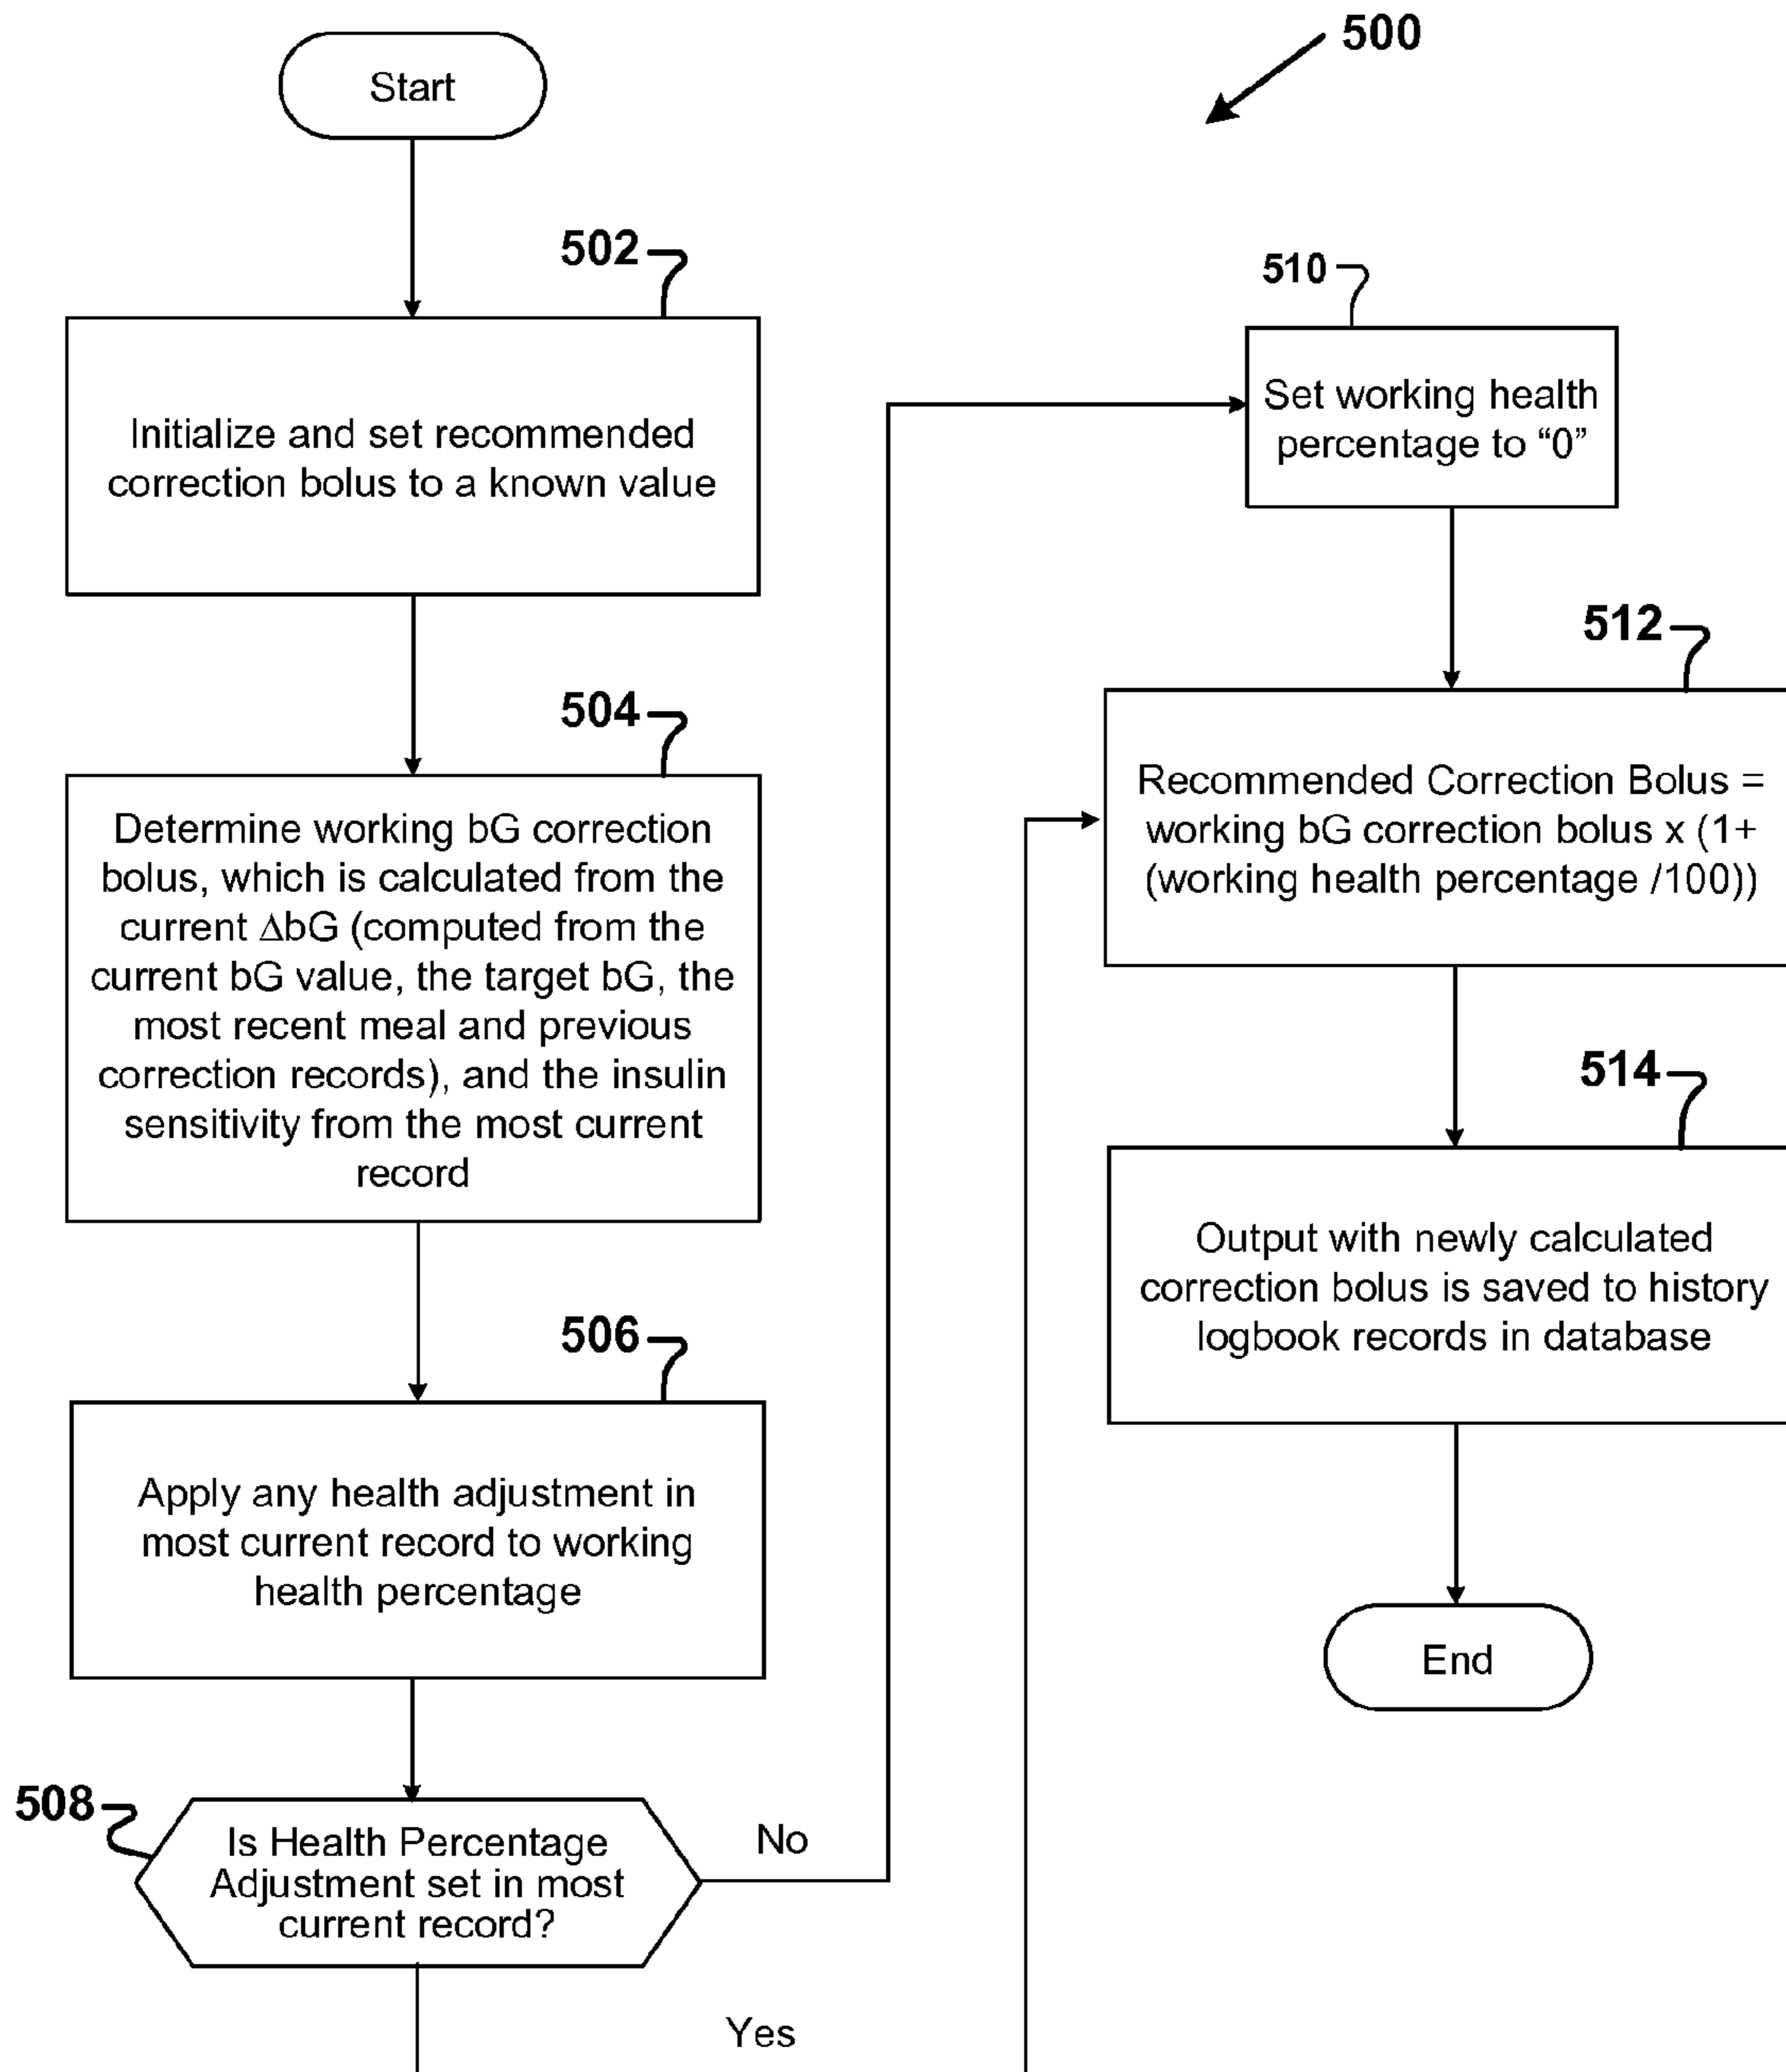 500
Start
502
Initialize and set recommended
correction bolus to a known value
504
Determine working bG correction
bolus, which is calculated from the
current ΔbG (computed from the
current bG value, the target bG, the
most recent meal and previous
correction records), and the insulin
sensitivity from the most current
record
506
Apply any health adjustment in
most current record to working
health percentage
508
Is Health Percentage
Adjustment set in most
current record?
No
Yes
510
Set working health
percentage to “0”
512
Recommended Correction Bolus =
working bG correction bolus x (1+
(working health percentage /100))
514
Output with newly calculated
correction bolus is saved to history
logbook records in database
End